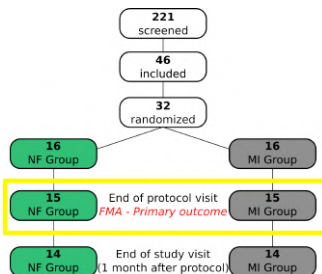 221
screened
46
included
32
randomized
16
NF Group
16
MI Group
15
NF Group
End of protocol visit
FMA - Primary outcome
15
MI Group
14
NF Group
End of study visit
(1 month after protocol)
14
MI Group